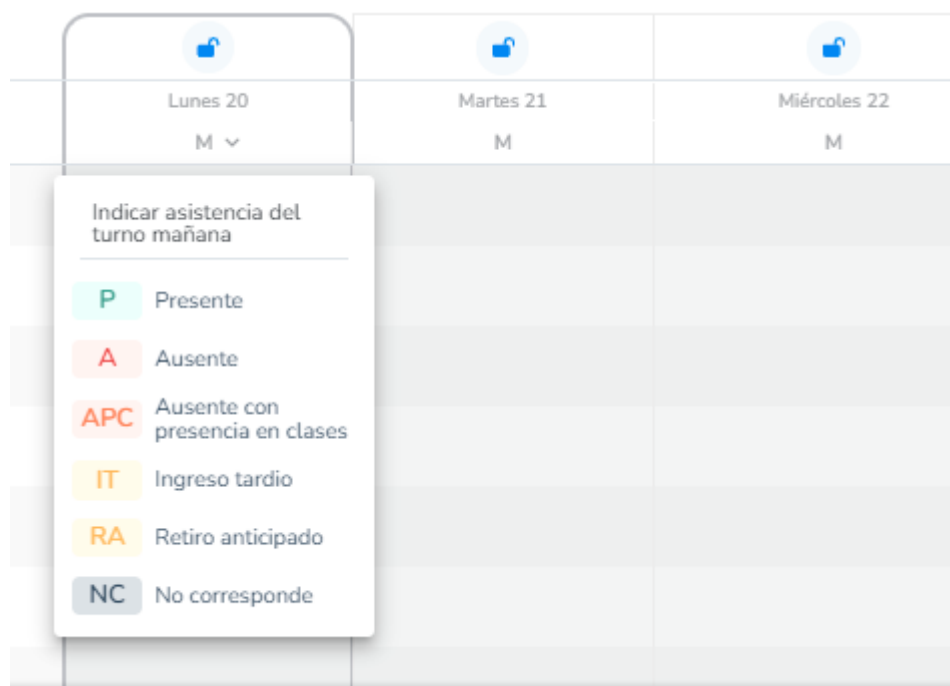 Lunes 20
Martes 21
Miércoles 22
M
M
M
Indicar asistencia del
turno mañana
P Presente
A Ausente
APC Ausente con
presencia en clases
IT Ingreso tardio
RA Retiro anticipado
NC No corresponde